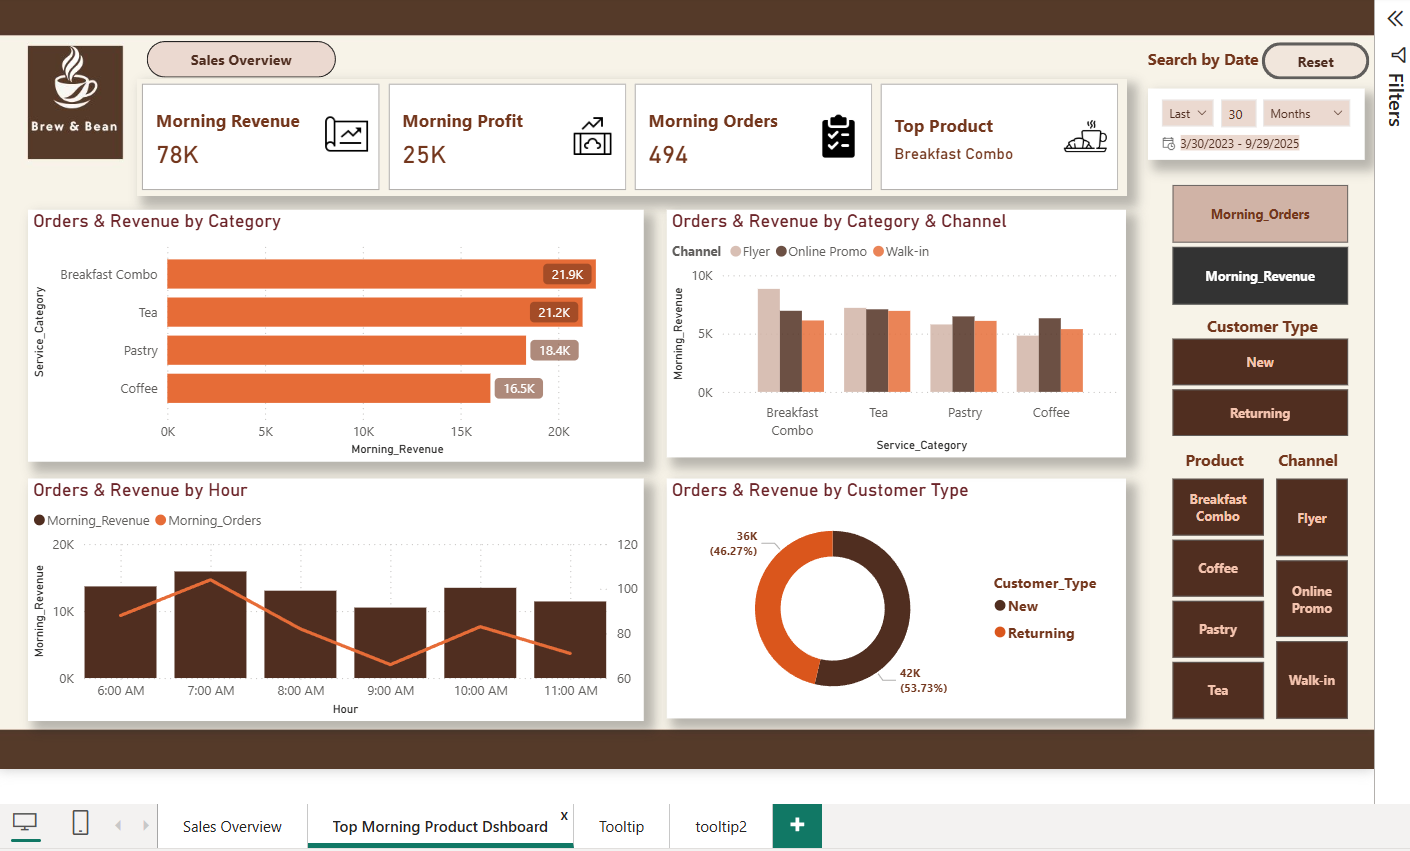 Sales Overview
Search by Date
Reset
Filters
Brew & Bean
Morning Revenue
78K
Morning Profit
25K
Morning Orders
494
Top Product
Breakfast Combo
Last
30
Months
3/30/2023 - 9/29/2025
Orders & Revenue by Category
Service_Category
Breakfast Combo
21.9K
Tea
21.2K
Pastry
18.4K
Coffee
16.5K
0K
5K
10K
15K
20K
Morning_Revenue
Orders & Revenue by Category & Channel
Channel
Flyer
Online Promo
Walk-in
Morning_Revenue
10K
5K
0K
Breakfast
Combo
Tea
Pastry
Coffee
Service_Category
Morning_Orders
Morning_Revenue
Customer Type
New
Returning
Product
Channel
Breakfast
Combo
Coffee
Pastry
Tea
Flyer
Online
Promo
Walk-in
Orders & Revenue by Hour
Morning_Revenue
Morning_Orders
Morning_Revenue
20K
10K
0K
120
100
80
60
6:00 AM
7:00 AM
8:00 AM
9:00 AM
10:00 AM
11:00 AM
Hour
Orders & Revenue by Customer Type
36K
(46.27%)
42K
(53.73%)
Customer_Type
New
Returning
Sales Overview
Top Morning Product Dshboard
x
Tooltip
tooltip2
+